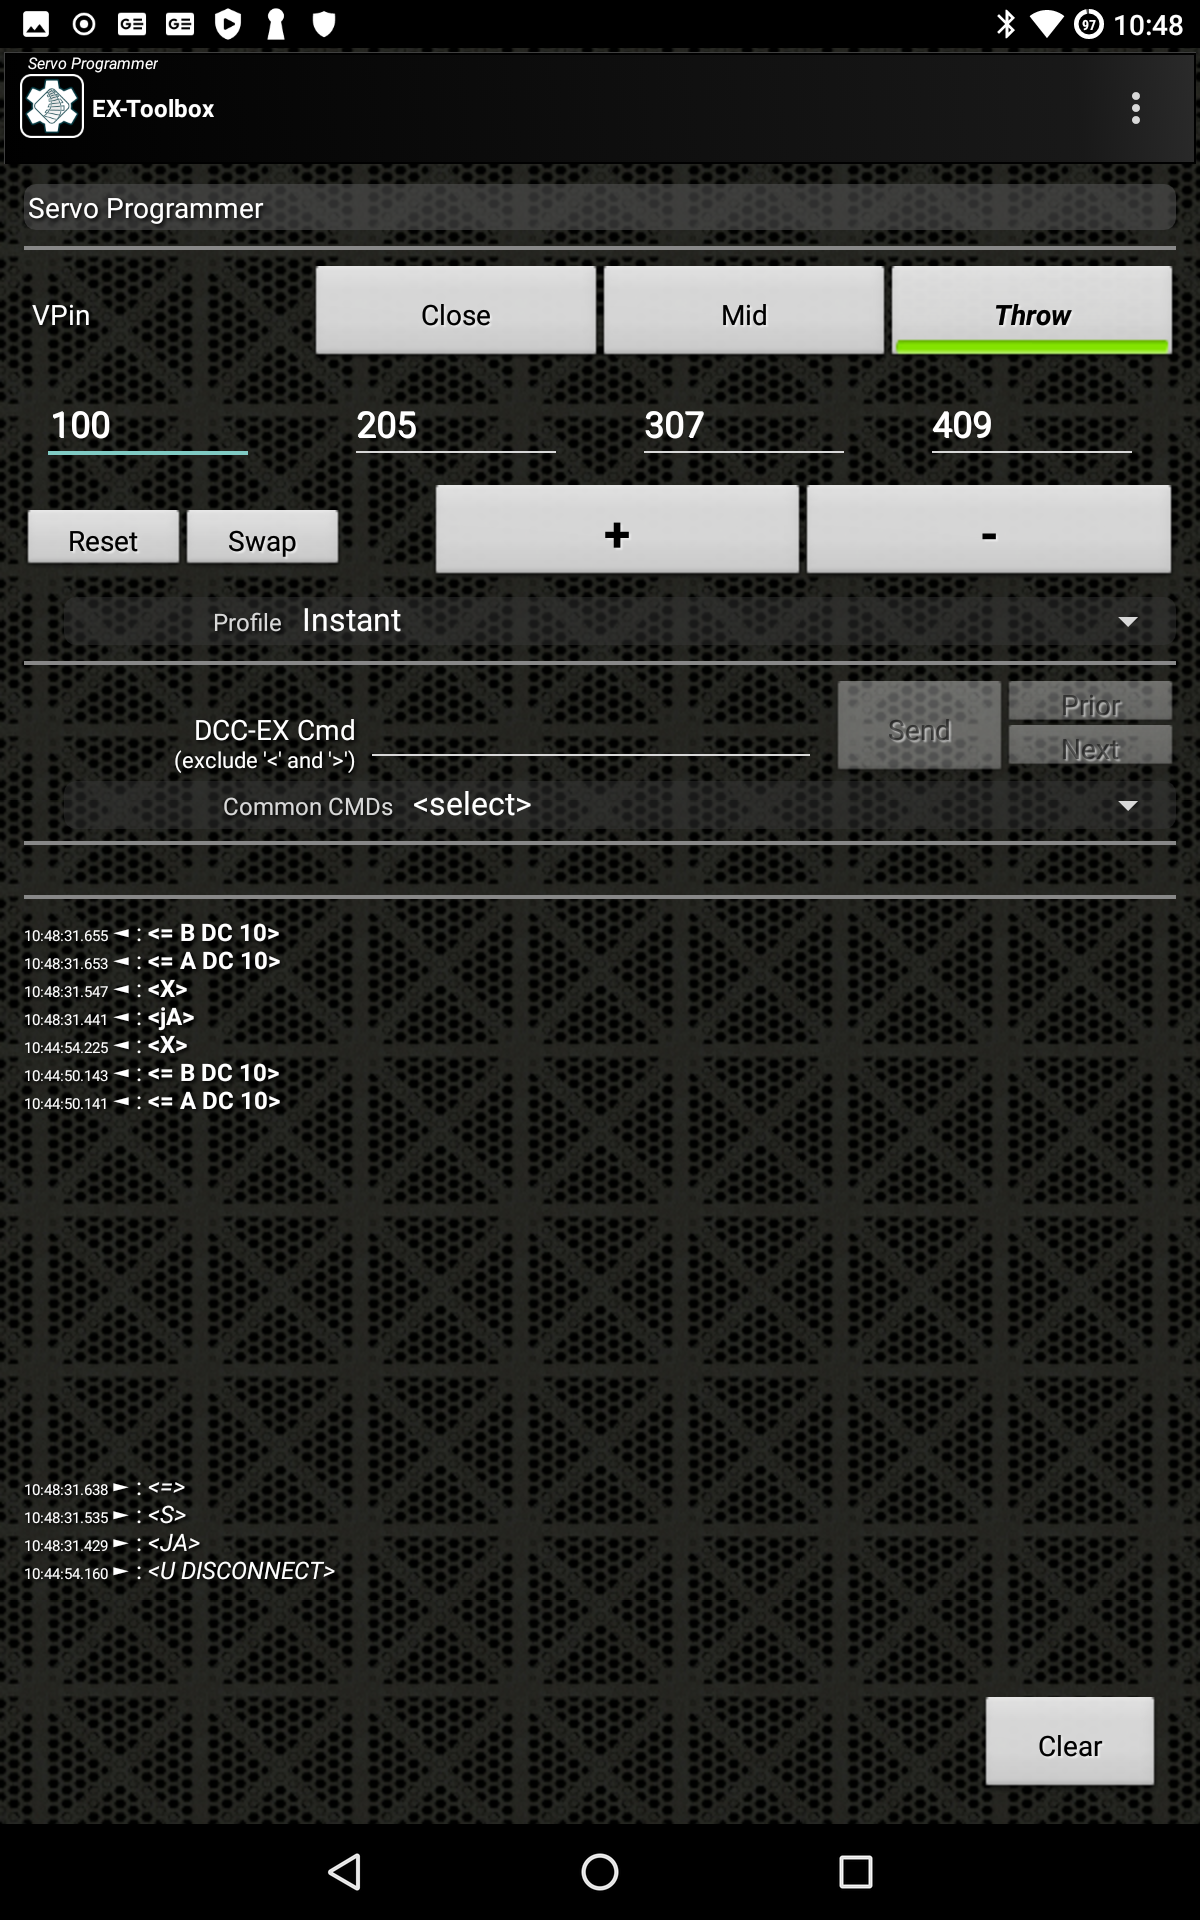 97 10:48
Servo Programmer
EX-Toolbox
Servo Programmer
VPin Close Mid Throw
100 205 307 409
Reset Swap + -
Profile Instant
DCC-EX Cmd
(exclude '<' and '>')
Send
Prior
Next
Common CMDs <select>
10:48:31.655 ◄ : <= B DC 10>
10:48:31.653 ◄ : <= A DC 10>
10:48:31.547 ◄ : <X>
10:48:31.441 ◄ : <jA>
10:44:54.225 ◄ : <X>
10:44:50.143 ◄ : <= B DC 10>
10:44:50.141 ◄ : <= A DC 10>
10:48:31.638 ► : <=>
10:48:31.535 ► : <S>
10:48:31.429 ► : <JA>
10:44:54.160 ► : <U DISCONNECT>
Clear